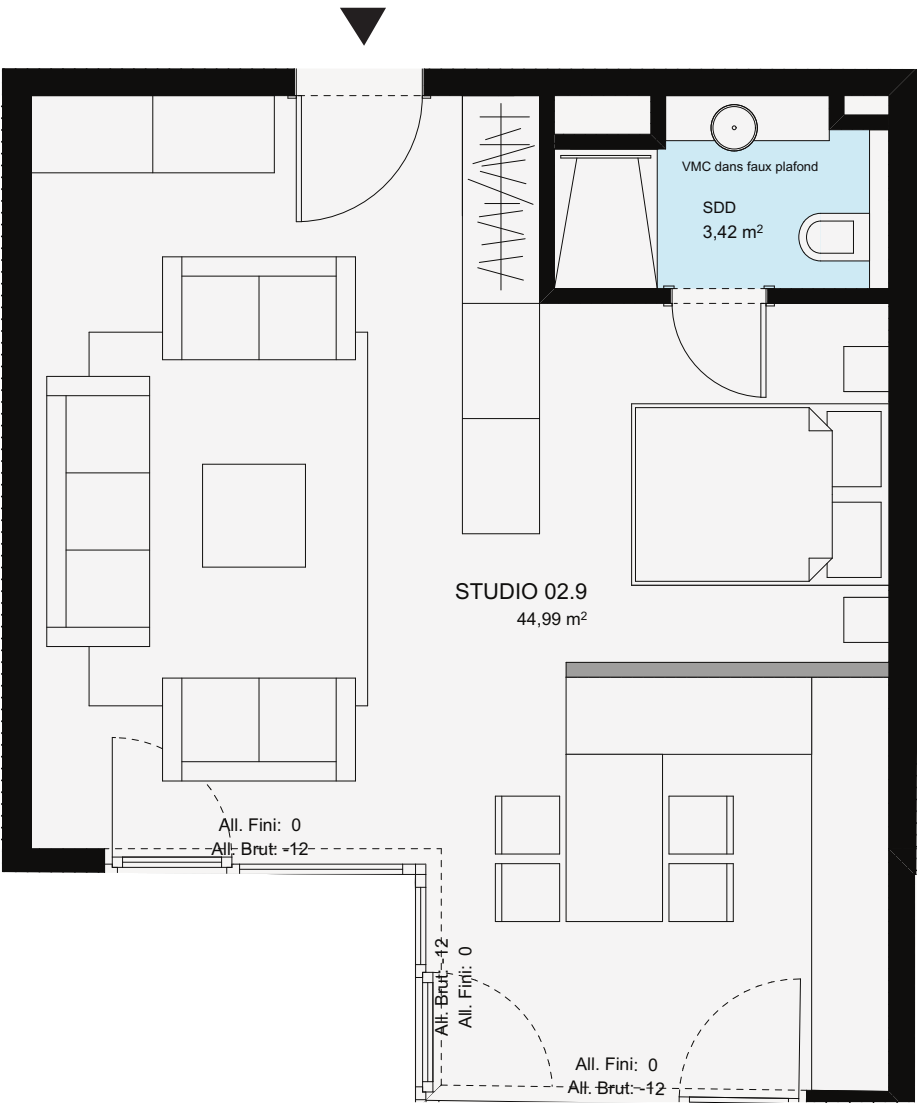 VMC dans faux plafond
SDD
3,42 m²
STUDIO 02.9
44,99 m²
All. Fini: 0
All. Brut: -12
All. Brut: -12
All. Fini: 0
All. Fini: 0
All. Brut: -12